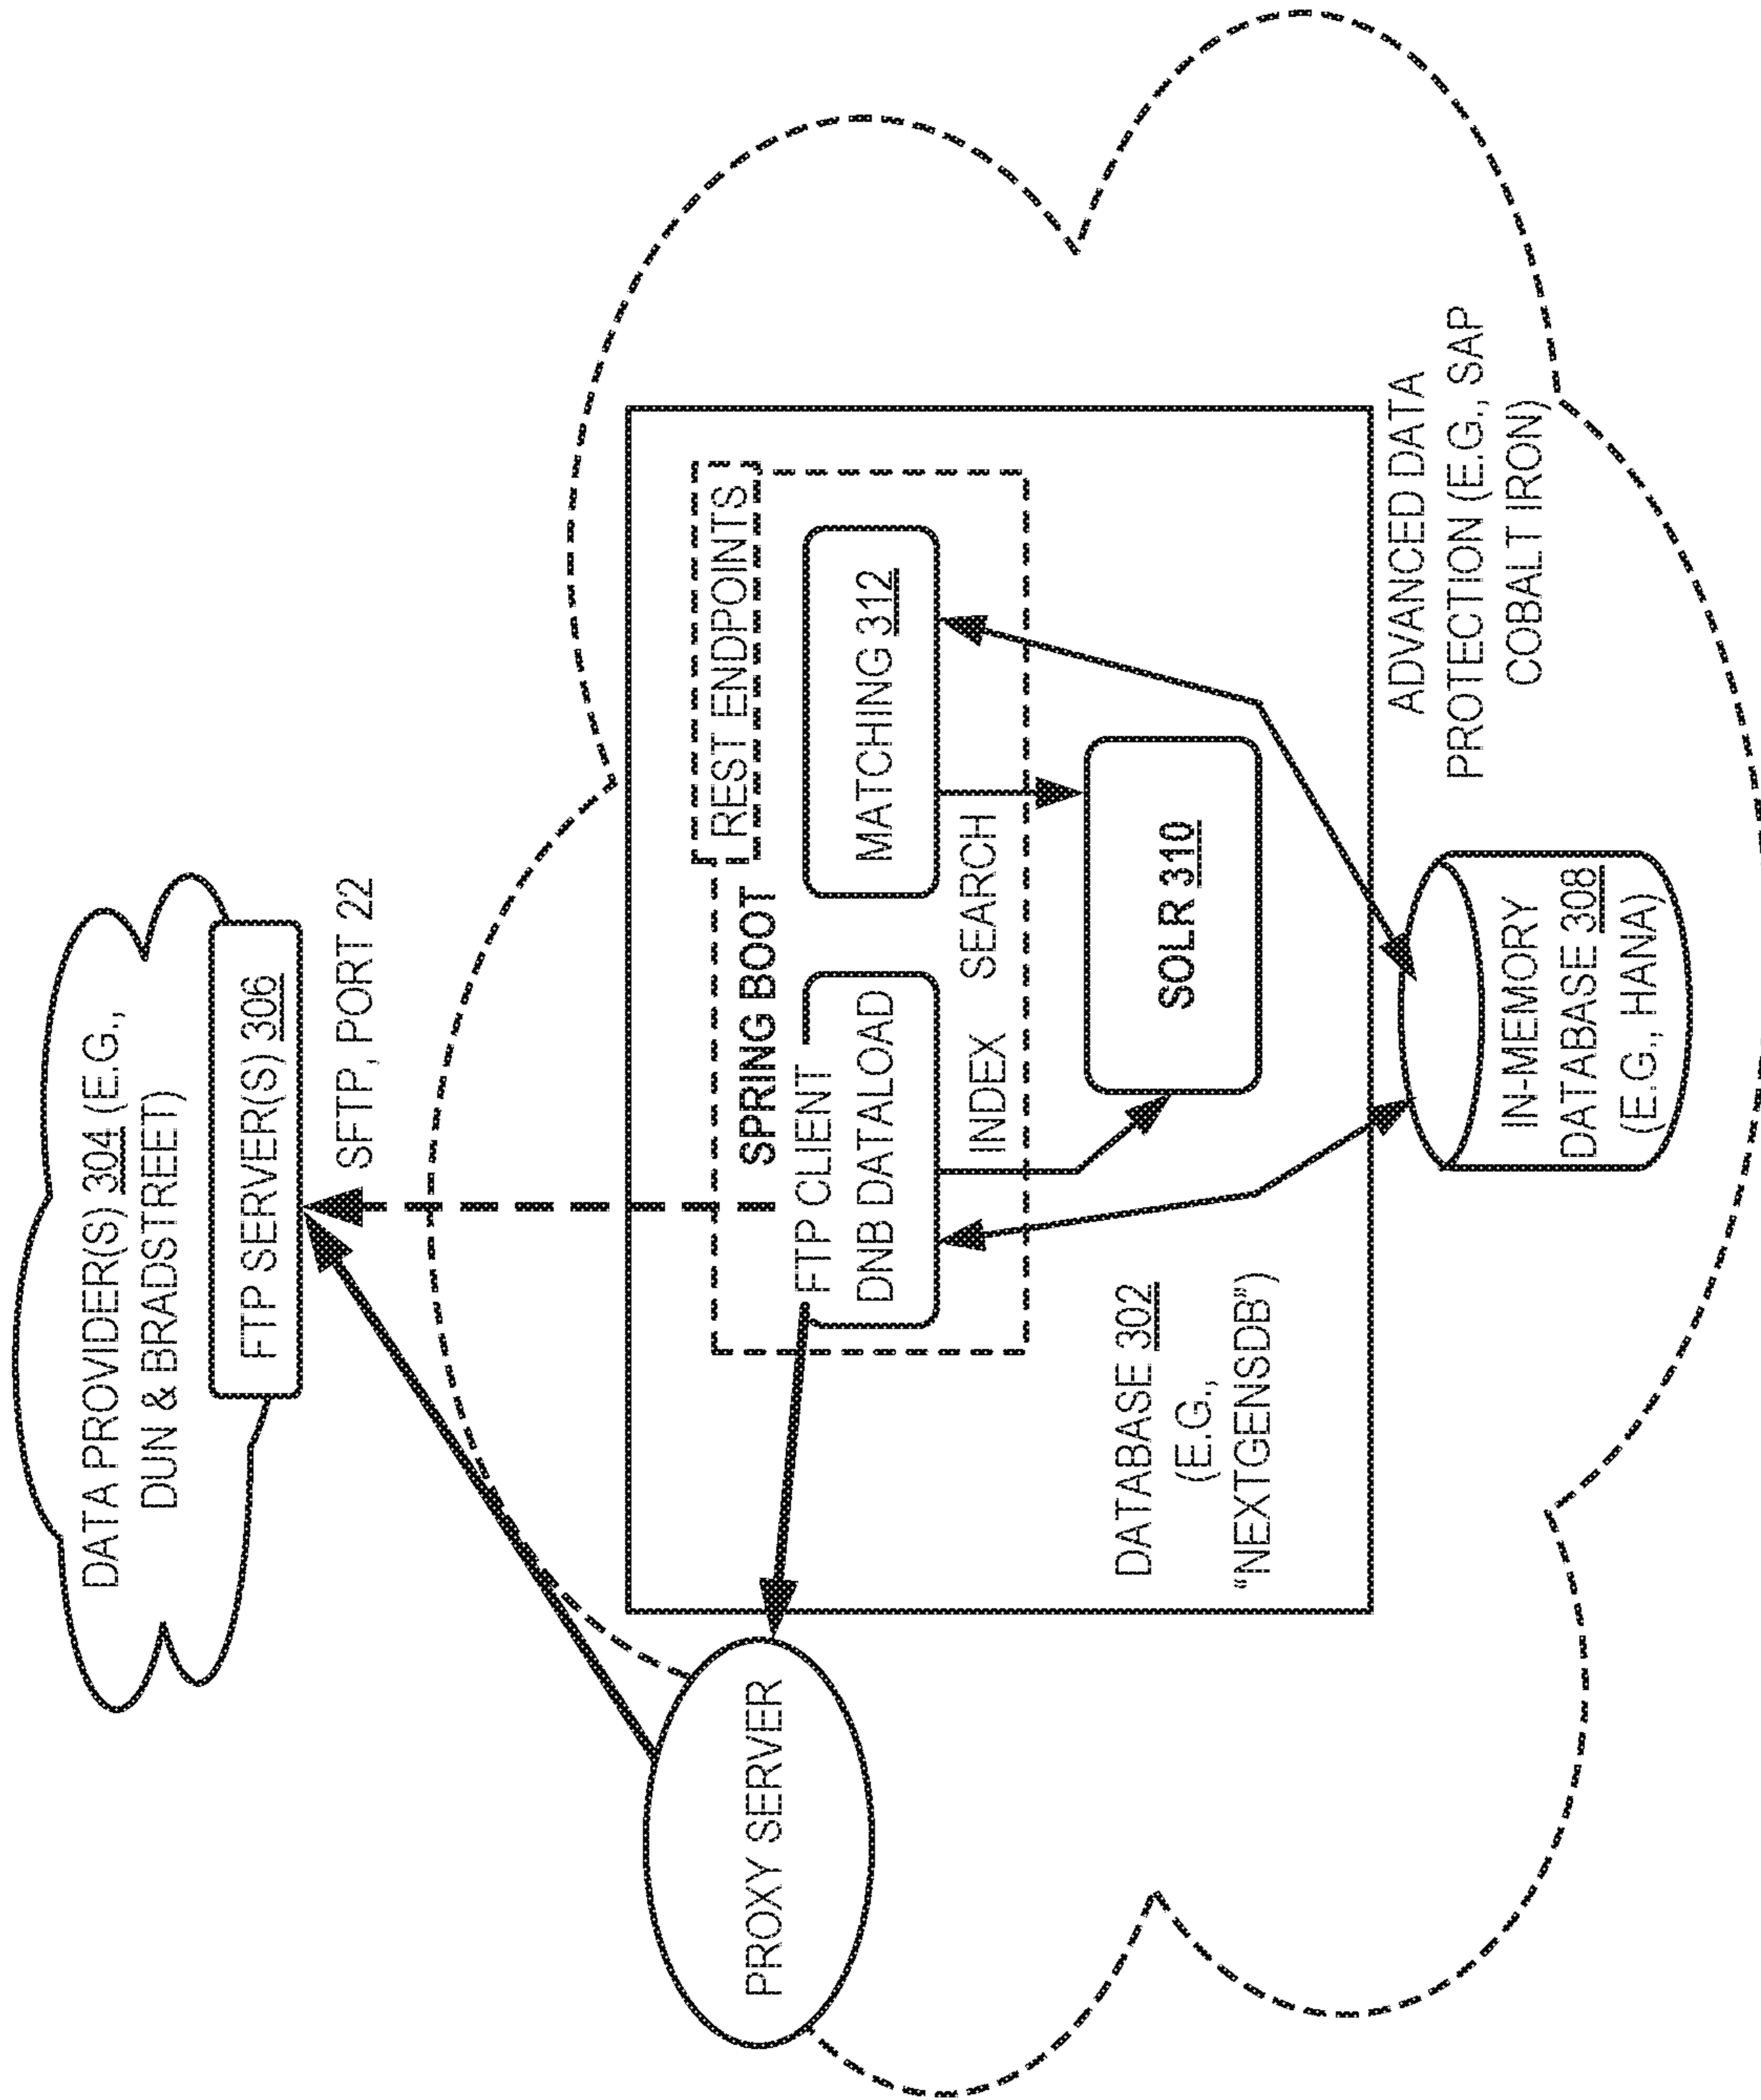 DATA PROVIDER(S) 304 (E.G.,
DUN & BRADSTREET)
FTP SERVER(S) 306
SFTP, PORT 22
PROXY SERVER
SPRING BOOT
REST ENDPOINTS
FTP CLIENT
DNB DATALOAD
MATCHING 312
INDEX
SEARCH
SOLR 310
DATABASE 302
(E.G.,
“NEXTGENSDB”)
ADVANCED DATA
PROTECTION (E.G., SAP
COBALT IRON)
IN-MEMORY
DATABASE 308
(E.G., HANA)